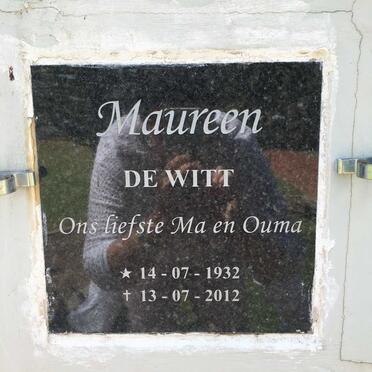 Maureen
DE WITT
Ons liefste Ma en Ouma
★ 14 - 07 - 1932
✝ 13 - 07 - 2012